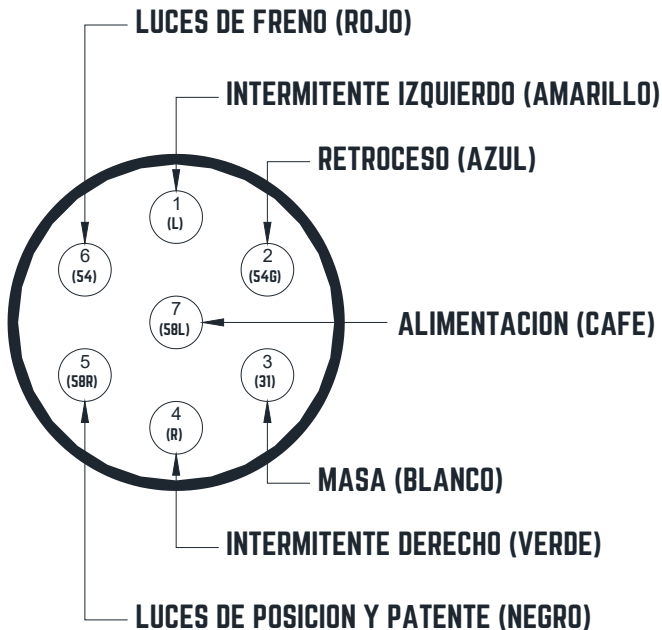 LUCES DE FRENO (ROJO)
INTERMITENTE IZQUIERDO (AMARILLO)
RETROCESO (AZUL)
1
(L)
6
(54)
2
(54G)
7
(58L)
ALIMENTACION (CAFE)
5
(58R)
3
(31)
4
(R)
MASA (BLANCO)
INTERMITENTE DERECHO (VERDE)
LUCES DE POSICION Y PATENTE (NEGRO)